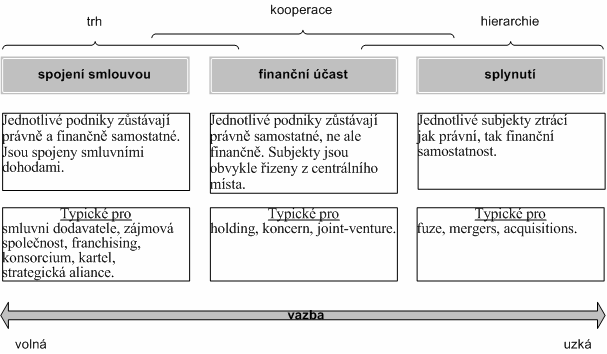 kooperace
trh
hierarchie
spojení smlouvou
finanční účast
splynutí
Jednotlivé podniky zůstávají
právně a finančně samostatné.
Jsou spojeny smluvními
dohodami.
Jednotlivé podniky zůstávají
právně samostatné, ne ale
finančně. Subjekty jsou
obvykle řizeny z centrálního
místa.
Jednotlivé subjekty ztrácí
jak právní, tak finanční
samostatnost.
Typické pro
smluvni dodavatele, zájmová
společnost, franchising,
konsorcium, kartel,
strategická aliance.
Typické pro
holding, koncern, joint-venture.
Typické pro
fuze, mergers, acquisitions.
vazba
volná
uzká